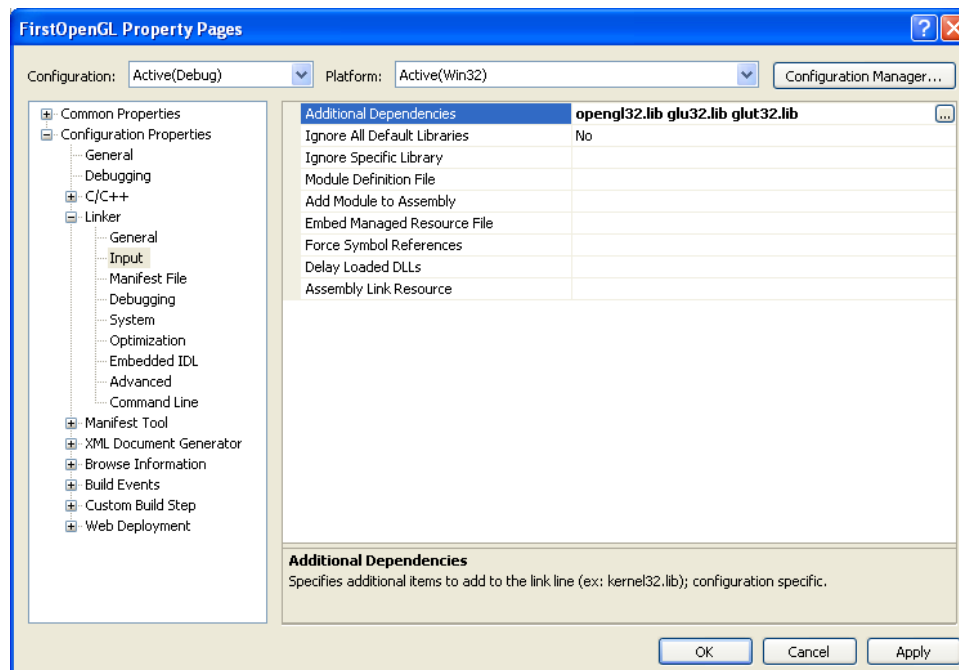 FirstOpenGL Property Pages
Configuration: Active(Debug) Platform: Active(Win32) Configuration Manager...
Common Properties
Configuration Properties
General
Debugging
C/C++
Linker
General
Input
Manifest File
Debugging
System
Optimization
Embedded IDL
Advanced
Command Line
Manifest Tool
XML Document Generator
Browse Information
Build Events
Custom Build Step
Web Deployment
Additional Dependencies opengl32.lib glu32.lib glut32.lib ...
Ignore All Default Libraries No
Ignore Specific Library
Module Definition File
Add Module to Assembly
Embed Managed Resource File
Force Symbol References
Delay Loaded DLLs
Assembly Link Resource
Additional Dependencies
Specifies additional items to add to the link line (ex: kernel32.lib); configuration specific.
OK Cancel Apply